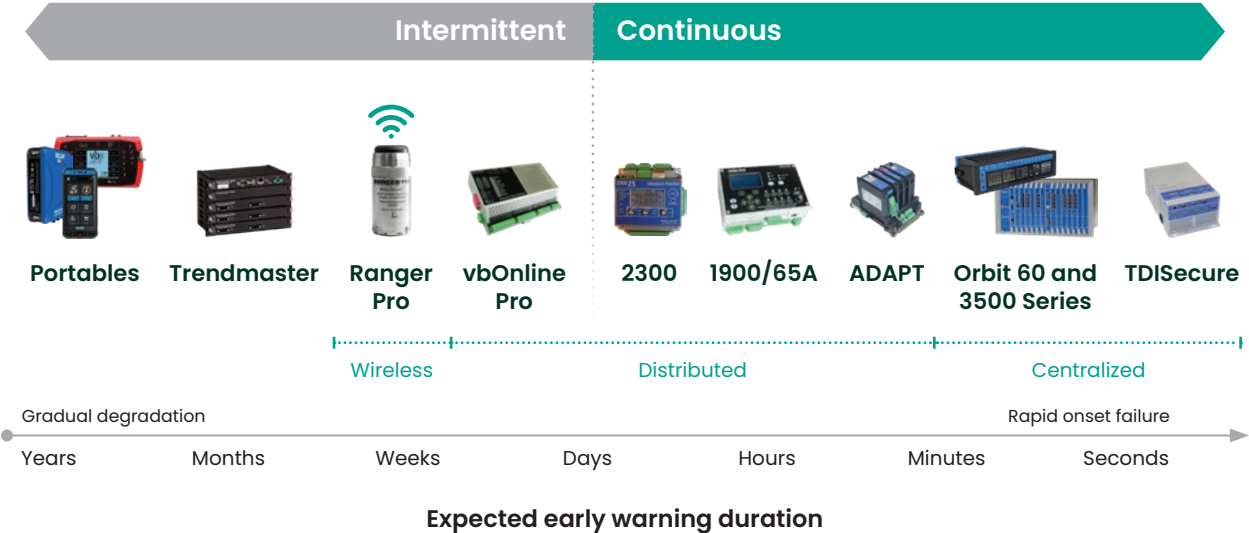 Intermittent
Continuous
Portables
Trendmaster
Ranger
Pro
vbOnline
Pro
2300
1900/65A
ADAPT
Orbit 60 and
3500 Series
TDISecure
Wireless
Distributed
Centralized
Gradual degradation
Rapid onset failure
Years
Months
Weeks
Days
Hours
Minutes
Seconds
Expected early warning duration